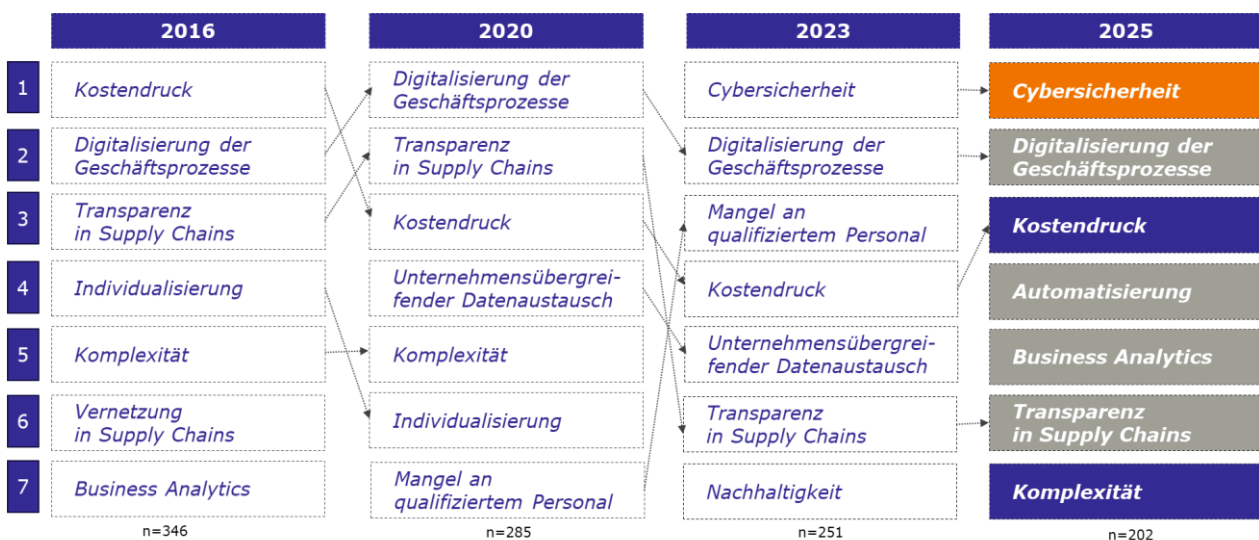 2016
2020
2023
2025
1
Kostendruck
Digitalisierung der
Geschäftsprozesse
Cybersicherheit
Cybersicherheit
2
Digitalisierung der
Geschäftsprozesse
Transparenz
in Supply Chains
Digitalisierung der
Geschäftsprozesse
Digitalisierung der
Geschäftsprozesse
3
Transparenz
in Supply Chains
Kostendruck
Mangel an
qualifiziertem Personal
Kostendruck
4
Individualisierung
Unternehmensübergrei-
fender Datenaustausch
Kostendruck
Automatisierung
5
Komplexität
Komplexität
Unternehmensübergrei-
fender Datenaustausch
Business Analytics
6
Vernetzung
in Supply Chains
Individualisierung
Transparenz
in Supply Chains
Transparenz
in Supply Chains
7
Business Analytics
Mangel an
qualifiziertem Personal
Nachhaltigkeit
Komplexität
n=346
n=285
n=251
n=202